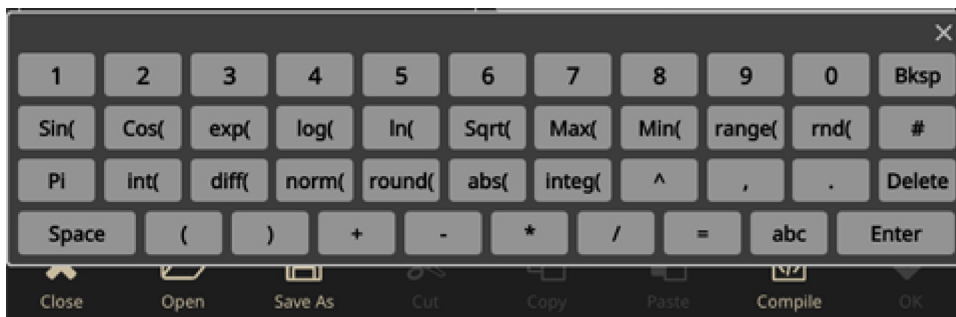 1 2 3 4 5 6 7 8 9 0 Bksp
Sin( Cos( exp( log( ln( Sqrt( Max( Min( range( rnd( #
Pi int( diff( norm( round( abs( integ( ^ , . Delete
Space ( ) + - * / = abc Enter
Close Open Save As Cut Copy Paste Compile OK